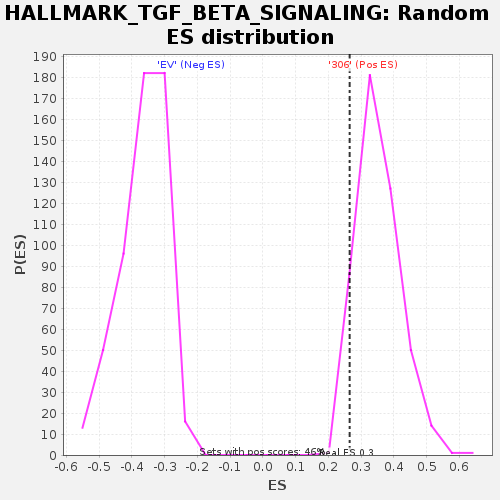 HALLMARK_TGF_BETA_SIGNALING: Random
ES distribution
'EV' (Neg ES)
'306' (Pos ES)
P(ES)
190
180
170
160
150
140
130
120
110
100
90
80
70
60
50
40
30
20
10
0
Sets with pos scores: 46%
Real ES 0.3
-0.6 -0.5 -0.4 -0.3 -0.2 -0.1 0.0 0.1 0.2 0.3 0.4 0.5 0.6
ES